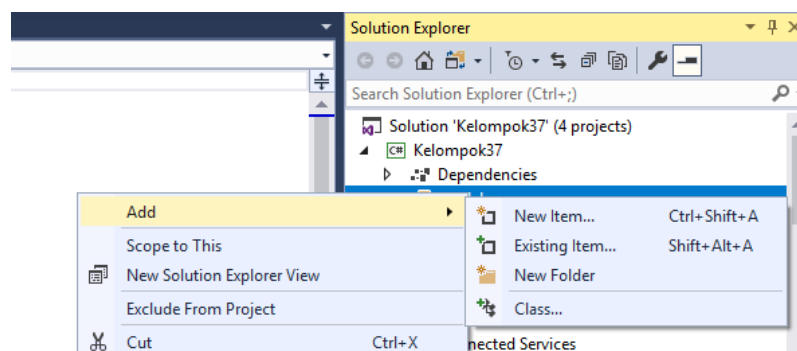 Solution Explorer
Search Solution Explorer (Ctrl+;)
Solution 'Kelompok37' (4 projects)
C# Kelompok37
Dependencies
Add
New Item... Ctrl+Shift+A
Existing Item... Shift+Alt+A
New Folder
Class...
Scope to This
New Solution Explorer View
Exclude From Project
Cut Ctrl+X
Services